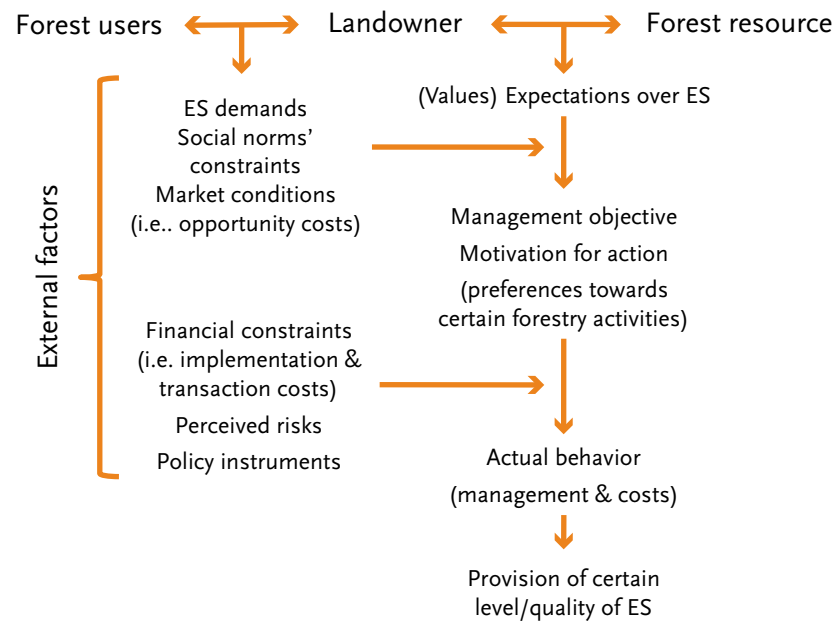 Forest users
Landowner
Forest resource
External factors
ES demands
Social norms'
constraints
Market conditions
(i.e.. opportunity costs)
Financial constraints
(i.e. implementation &
transaction costs)
Perceived risks
Policy instruments
(Values) Expectations over ES
Management objective
Motivation for action
(preferences towards
certain forestry activities)
Actual behavior
(management & costs)
Provision of certain
level/quality of ES